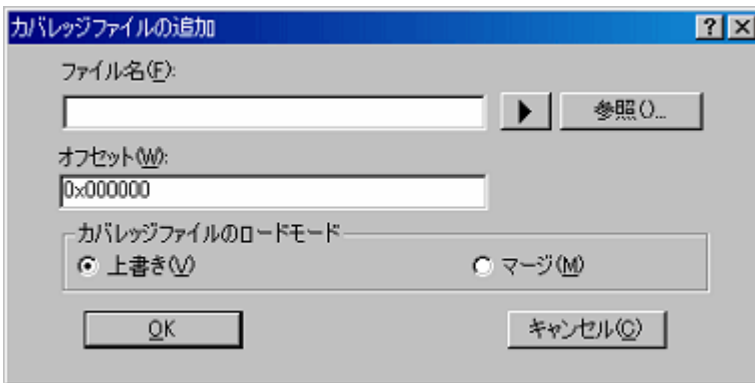 カバレッジファイルの追加
ファイル名(F):
参照()...
オフセット(W):
0x000000
カバレッジファイルのロードモード
上書き(V) マージ(M)
OK キャンセル(C)